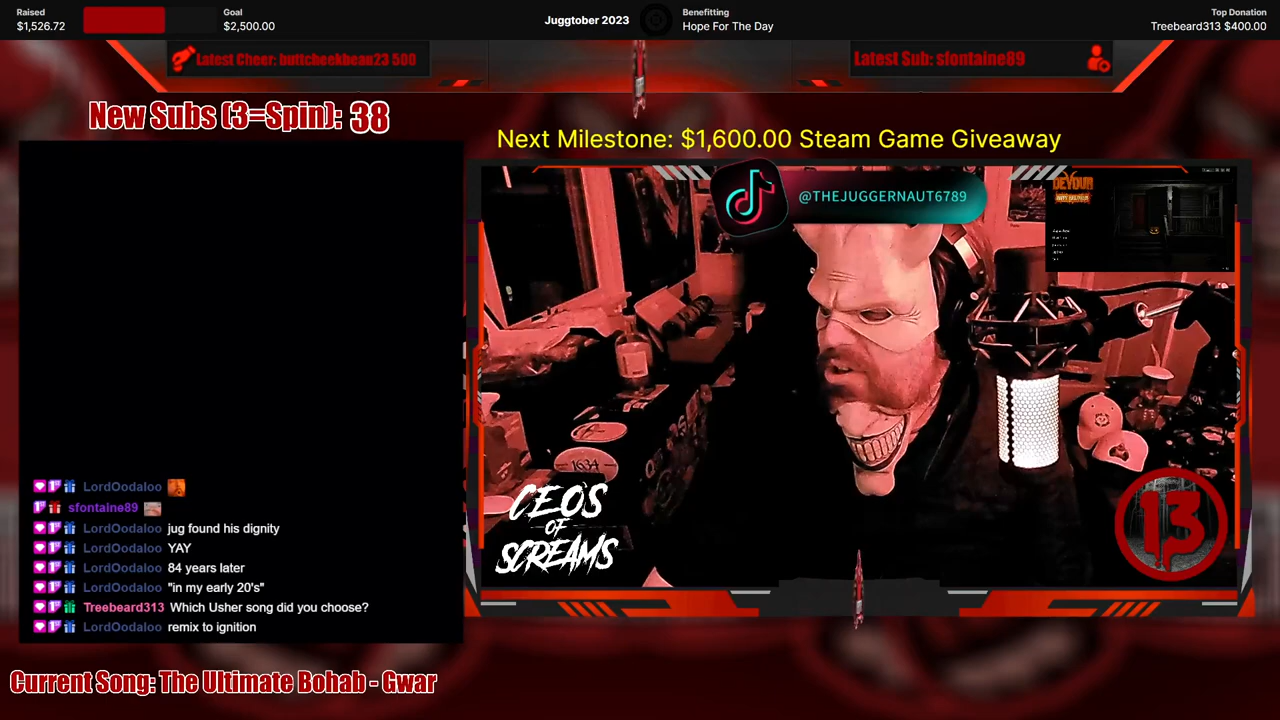 Raised
$1,526.72
Goal
$2,500.00
Juggtober 2023
Benefitting
Hope For The Day
Top Donation
Treebeard313 $400.00
Latest Cheer: buttcheekbeau23 500
Latest Sub: sfontaine89
New Subs (3=Spin): 38
Next Milestone: $1,600.00 Steam Game Giveaway
@THEJUGGERNAUT6789
DEVOUR
1634
CEO'S
OF
SCREAMS
13
LordOodaloo
sfontaine89
LordOodaloo jug found his dignity
LordOodaloo YAY
LordOodaloo 84 years later
LordOodaloo "in my early 20's"
Treebeard313 Which Usher song did you choose?
LordOodaloo remix to ignition
Current Song: The Ultimate Bohab - Gwar